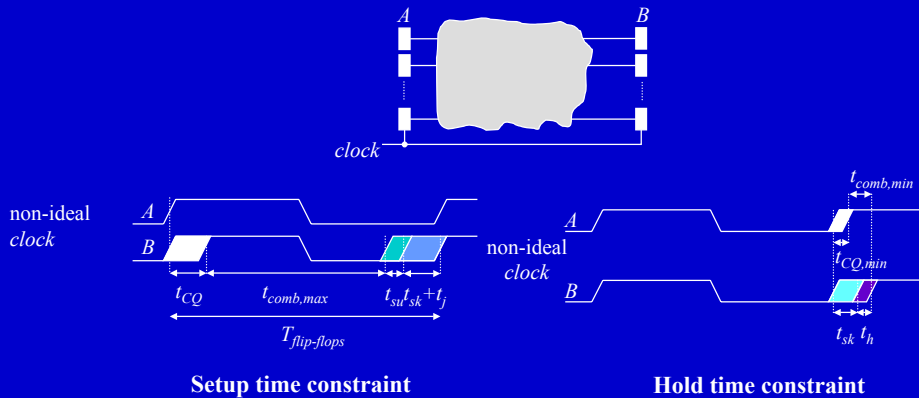 A B
clock
non-ideal
clock
A
B
t_CQ t_comb,max t_su t_sk+t_j
T_flip-flops
Setup time constraint
t_comb,min
A
non-ideal
clock
t_CQ,min
B
t_sk t_h
Hold time constraint